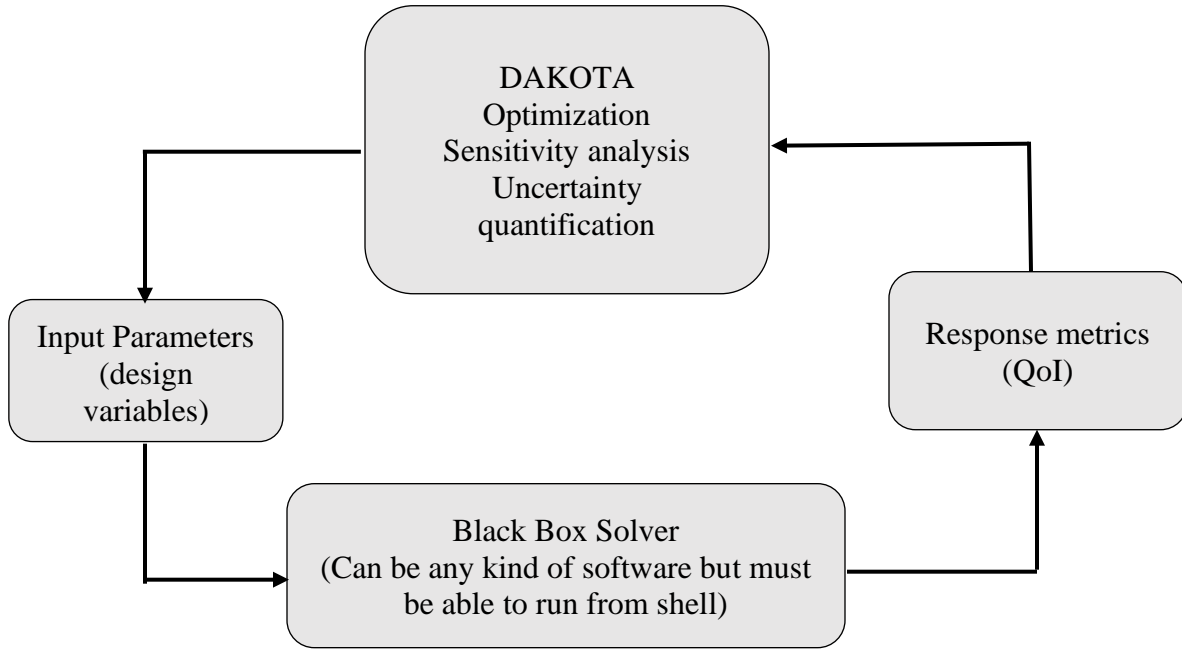 DAKOTA
Optimization
Sensitivity analysis
Uncertainty
quantification
Input Parameters
(design
variables)
Response metrics
(QoI)
Black Box Solver
(Can be any kind of software but must
be able to run from shell)